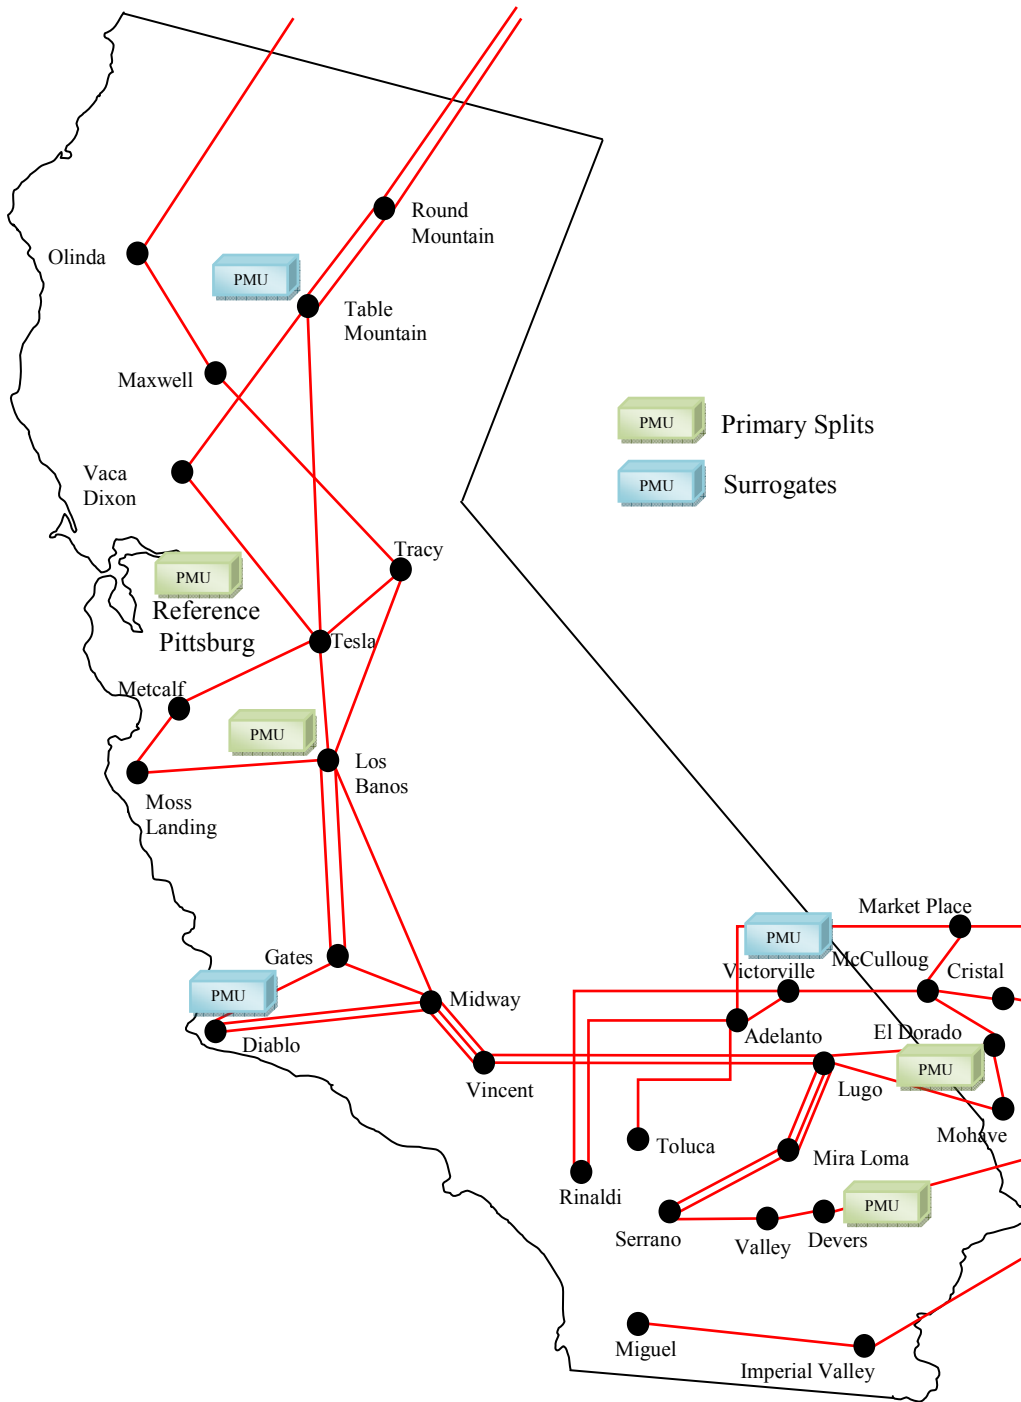 Round
Mountain
Olinda
PMU
Table
Mountain
Maxwell
PMU
Primary Splits
Vaca
Dixon
PMU
Surrogates
Tracy
PMU
Reference
Pittsburg
Tesla
Metcalf
PMU
Los
Banos
Moss
Landing
Market Place
PMU
McCulloug
Gates
Victorville
Cristal
PMU
Midway
Diablo
Adelanto
El Dorado
PMU
Vincent
Lugo
Mohave
Toluca
Mira Loma
Rinaldi
PMU
Serrano
Valley
Devers
Miguel
Imperial Valley